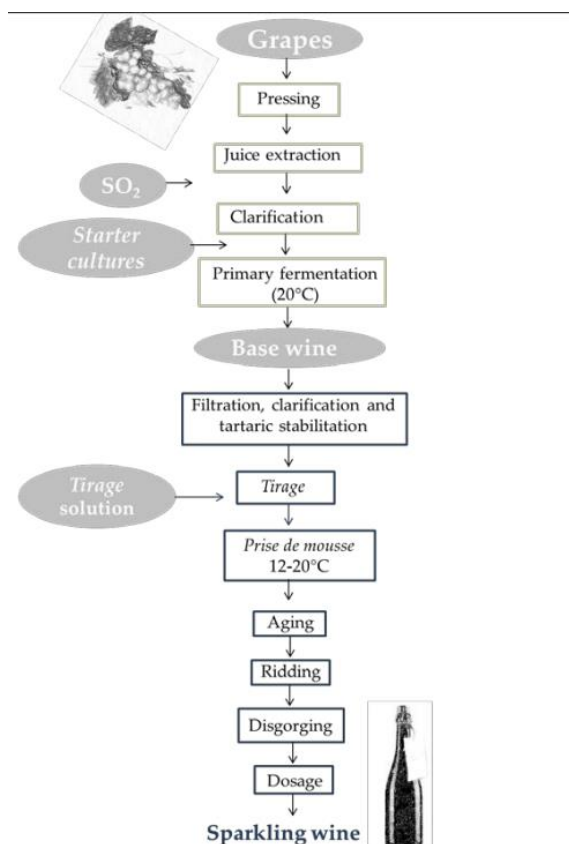 Grapes
Pressing
Juice extraction
SO₂
Clarification
Starter
cultures
Primary fermentation
(20°C)
Base wine
Filtration, clarification and
tartaric stabilitation
Tirage
solution
Tirage
Prise de mousse
12-20°C
Aging
Ridding
Disgorging
Dosage
Sparkling wine